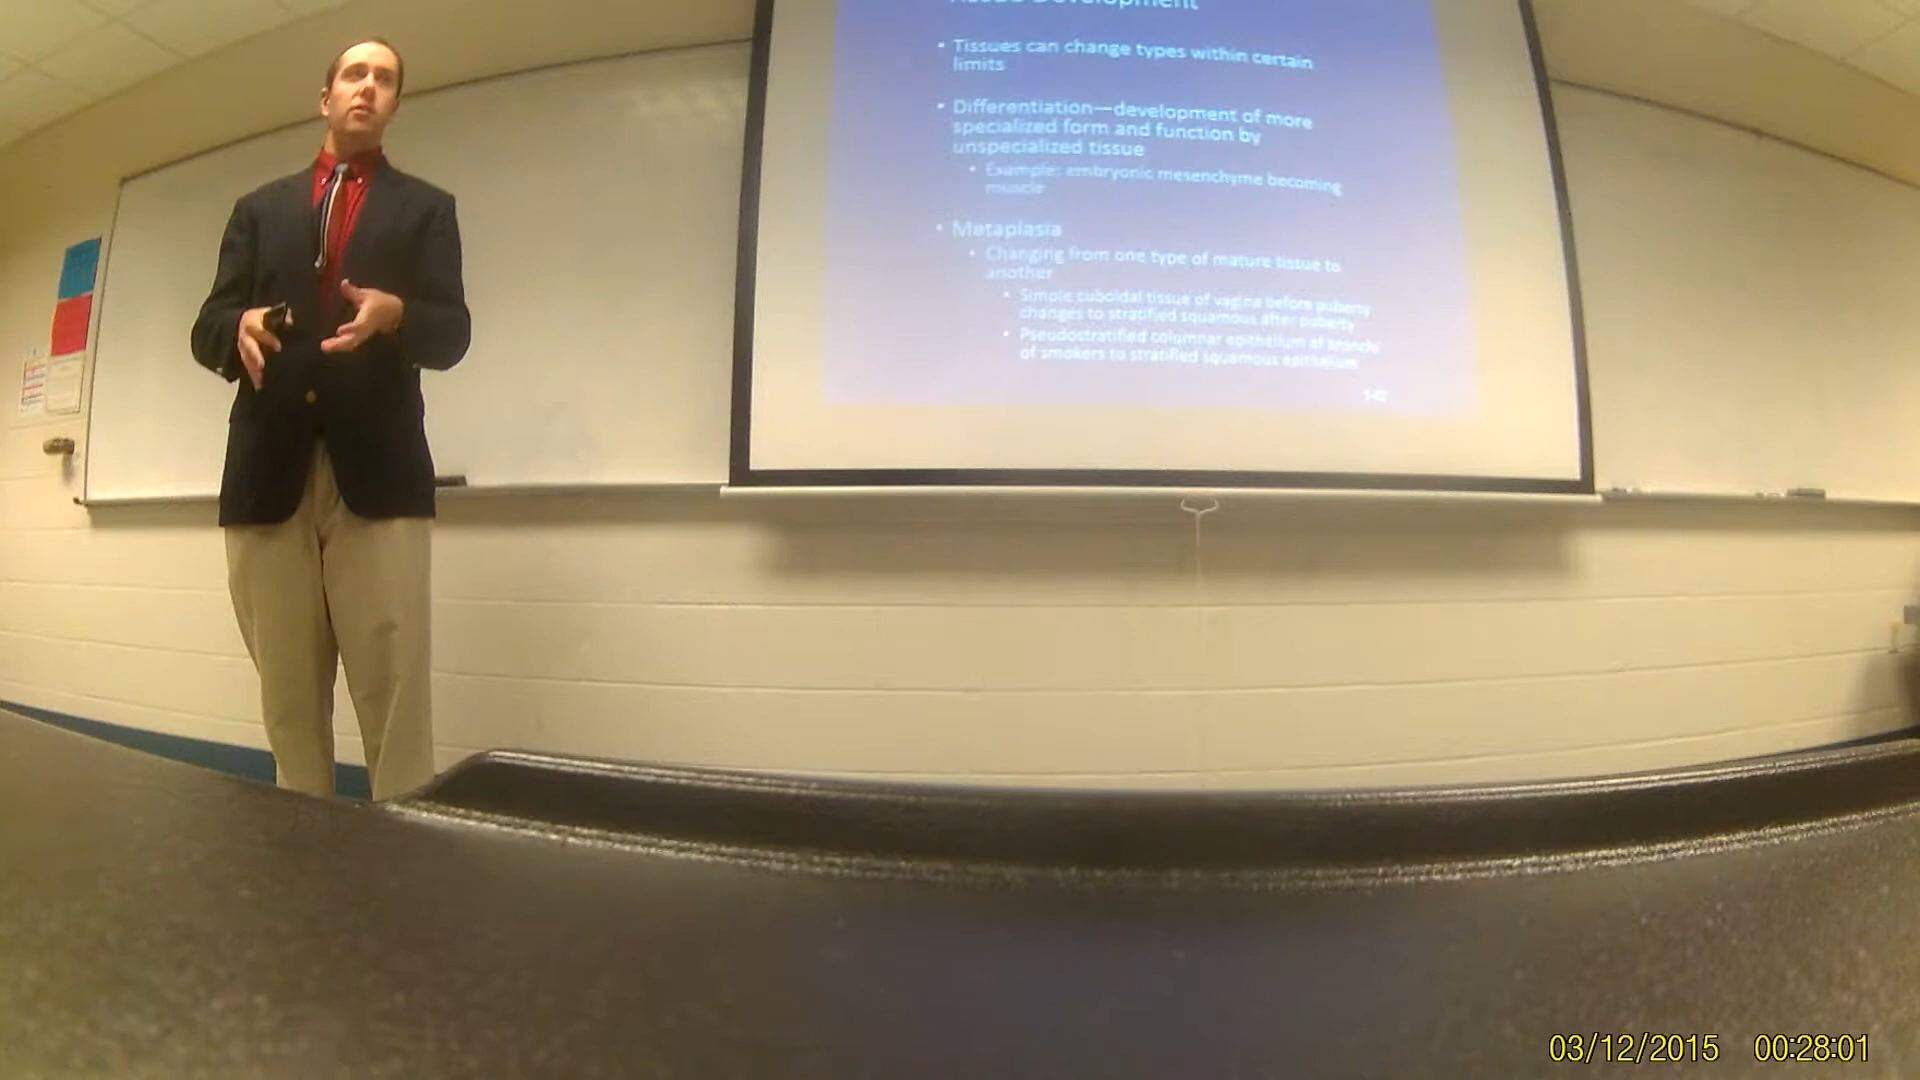 Tissue Development
• Tissues can change types within certain
limits
• Differentiation—development of more
specialized form and function by
unspecialized tissue
• Example: embryonic mesenchyme becoming
muscle
• Metaplasia
• Changing from one type of mature tissue to
another
• Simple cuboidal tissue of vagina before puberty
changes to stratified squamous after puberty
• Pseudostratified columnar epithelium of bronchi
of smokers to stratified squamous epithelium
03/12/2015 00:28:01